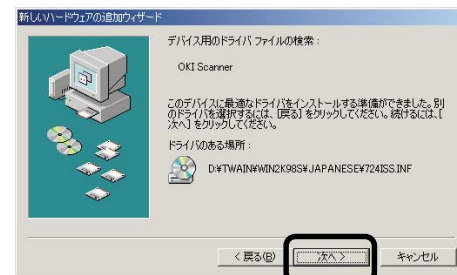 新しいハードウェアの追加ウィザード
デバイス用のドライバ ファイルの検索 :
OKI Scanner
このデバイスに最適なドライバをインストールする準備ができました。別
のドライバを選択するには、[戻る] をクリックしてください。続けるには、[
次へ] をクリックしてください。
ドライバのある場所 :
D:¥TWAIN¥WIN2K98S¥JAPANESE¥724ISS.INF
< 戻る(B)
次へ >
キャンセル